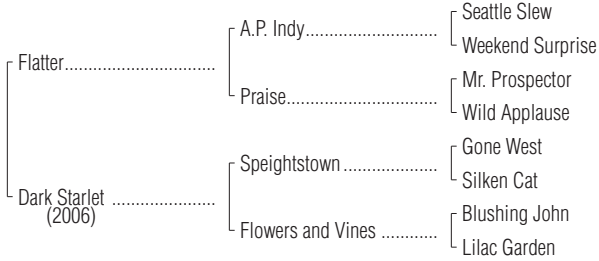 Seattle Slew
A.P. Indy..............................
Weekend Surprise
Flatter..................................
Mr. Prospector
Praise..................................
Wild Applause
Gone West
Speightstown .....................
Silken Cat
Dark Starlet .......................
(2006)
Blushing John
Flowers and Vines ............
Lilac Garden